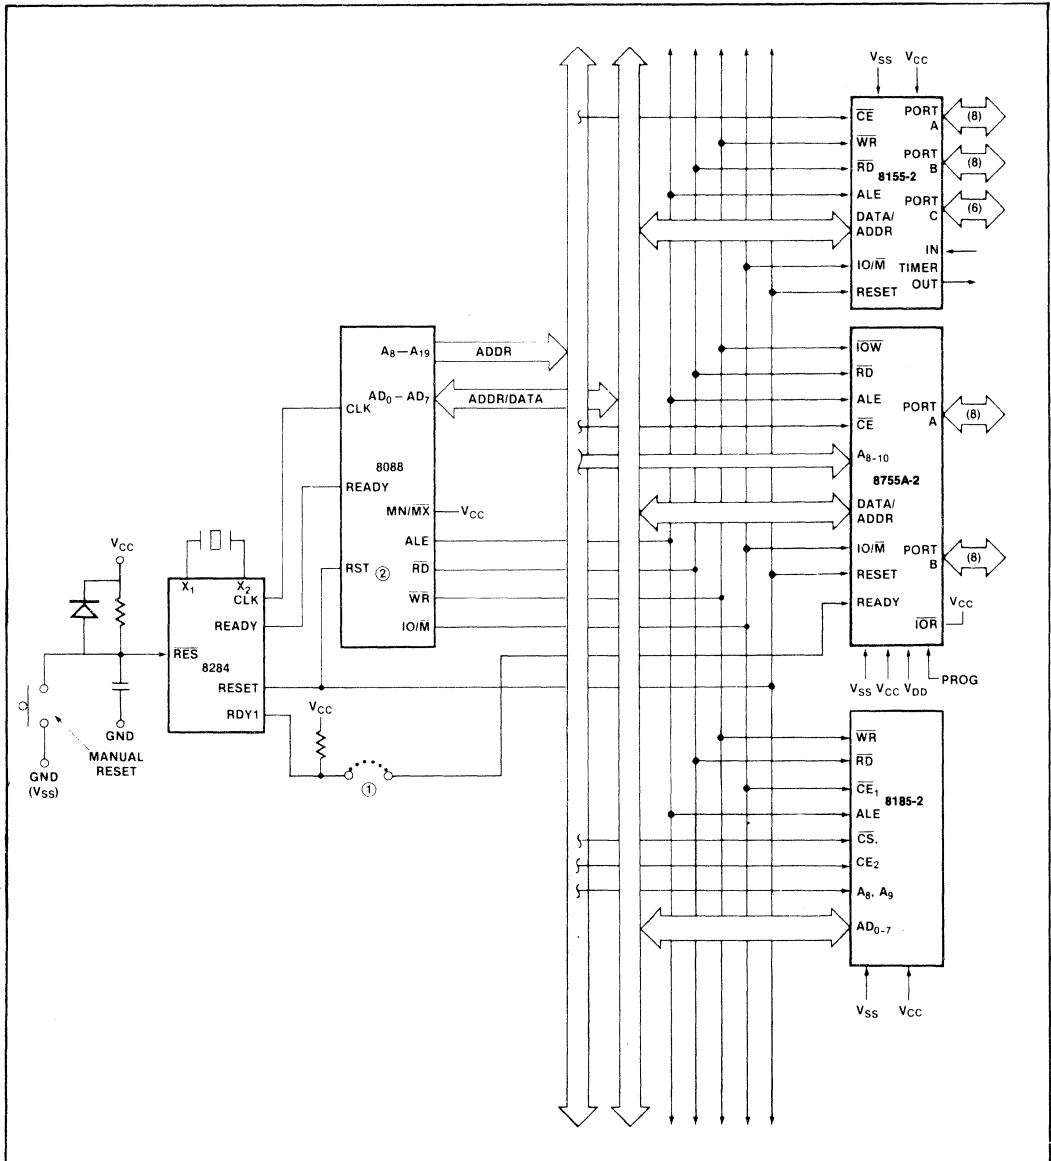 V̅SS VCC
CE̅
WR̅
RD̅
8155-2
ALE
DATA/
ADDR
IO/M̅
RESET
PORT
A
(8)
PORT
B
(8)
PORT
C
(6)
IN
TIMER
OUT
A8—A19
ADDR
AD0 – AD7
ADDR/DATA
CLK
8088
READY
MN/MX̅
VCC
ALE
RST
②
RD̅
WR̅
IO/M̅
IOW̅
RD̅
ALE
CE̅
A8-10
8755A-2
DATA/
ADDR
IO/M̅
RESET
READY
PORT
A
(8)
PORT
B
(8)
VCC
IOR̅
VSS VCC VDD
PROG
VCC
X1
X2
CLK
READY
RES̅
8284
RESET
RDY1
GND
MANUAL
RESET
GND
(VSS)
VCC
①
WR̅
RD̅
CE̅1
8185-2
ALE
CS̅,
CE2
A8, A9
AD0-7
VSS VCC